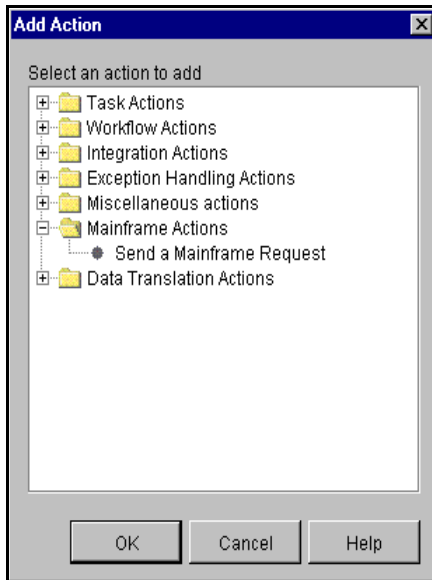 Add Action
Select an action to add
Task Actions
Workflow Actions
Integration Actions
Exception Handling Actions
Miscellaneous actions
Mainframe Actions
Send a Mainframe Request
Data Translation Actions
OK Cancel Help